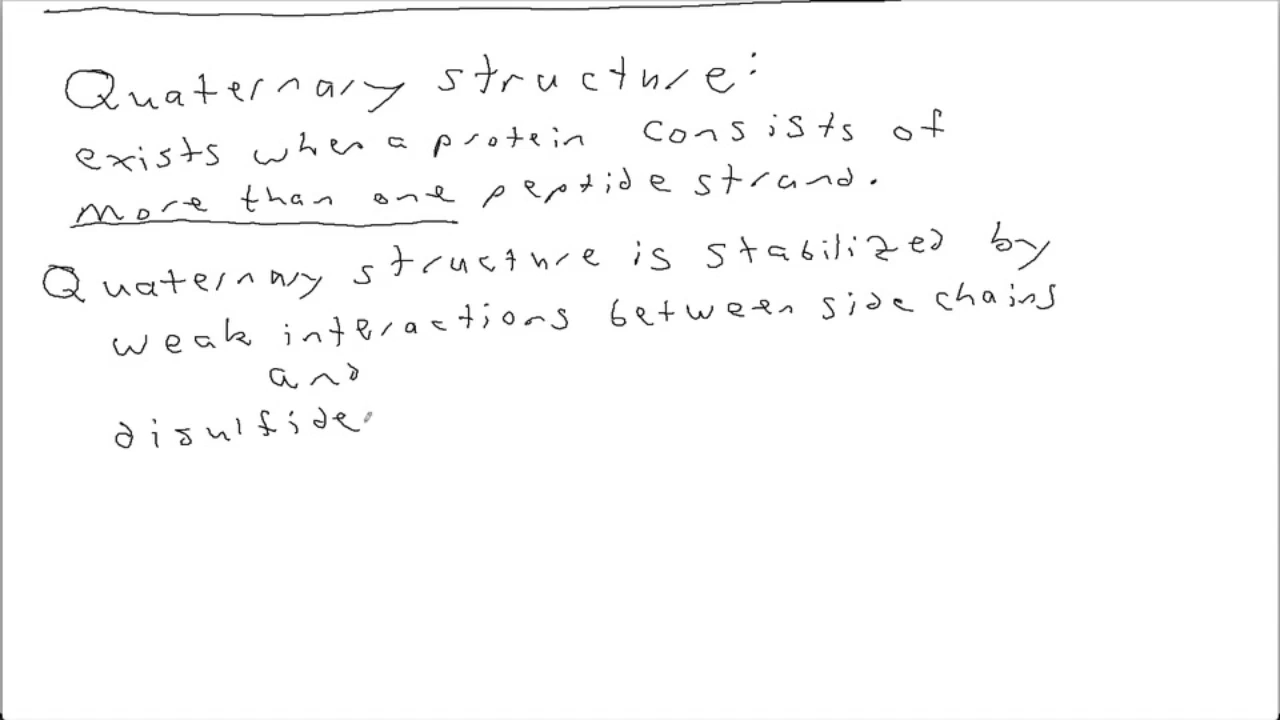 Quaternary structure:
exists when a protein consists of
more than one peptide strand.
Quaternary structure is stabilized by
weak interactions between side chains
and
disulfide